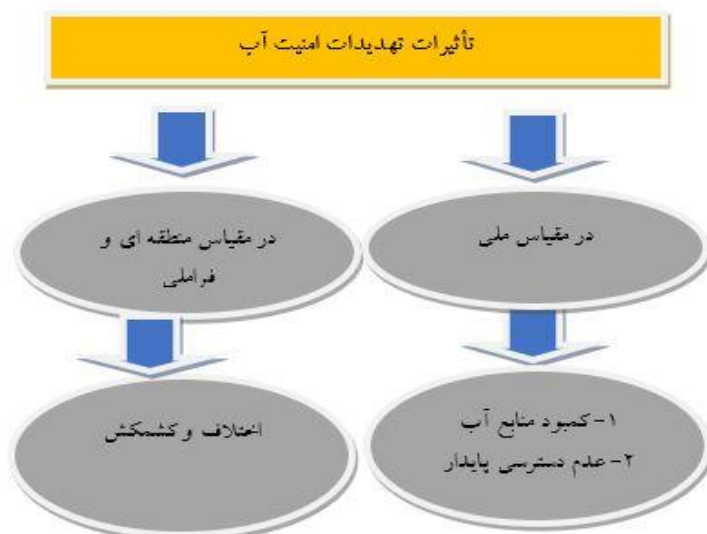 تأثیرات تهدیدات امنیت آب
در مقیاس ملی
در مقیاس منطقه ای و
فراملی
۱- کمبود منابع آب
۲- عدم دسترسی پایدار
اختلاف و کشمکش